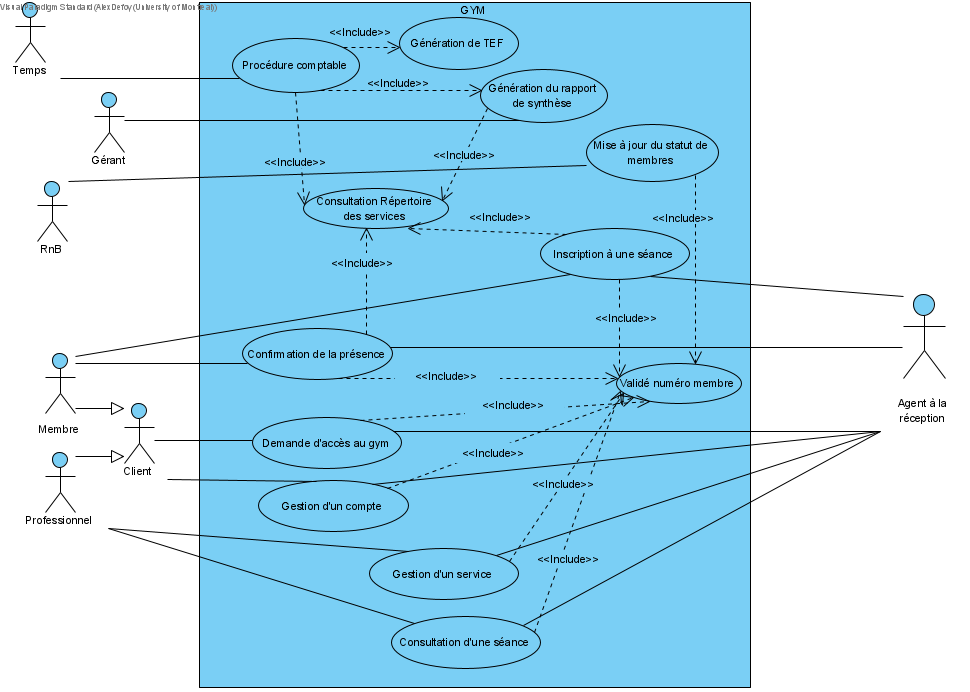 Visual Paradigm Standard (Alex Defoy (University of Montreal))
GYM
<<Include>>
Génération de TEF
Procédure comptable
Temps
<<Include>>
Génération du rapport
de synthèse
Gérant
Mise à jour du statut de
membres
<<Include>>
<<Include>>
RnB
Consultation Répertoire
des services
<<Include>>
<<Include>>
Inscription à une séance
<<Include>>
<<Include>>
Confirmation de la présence
<<Include>>
Validé numéro membre
Agent à la
réception
Membre
<<Include>>
Demande d'accès au gym
<<Include>>
Client
<<Include>>
Gestion d'un compte
Professionnel
<<Include>>
Gestion d'un service
Consultation d'une séance